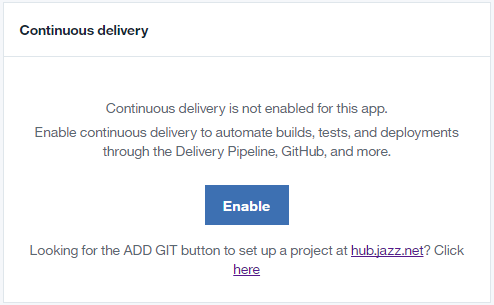 Continuous delivery
Continuous delivery is not enabled for this app.
Enable continuous delivery to automate builds, tests, and deployments
through the Delivery Pipeline, GitHub, and more.
Enable
Looking for the ADD GIT button to set up a project at hub.jazz.net? Click
here